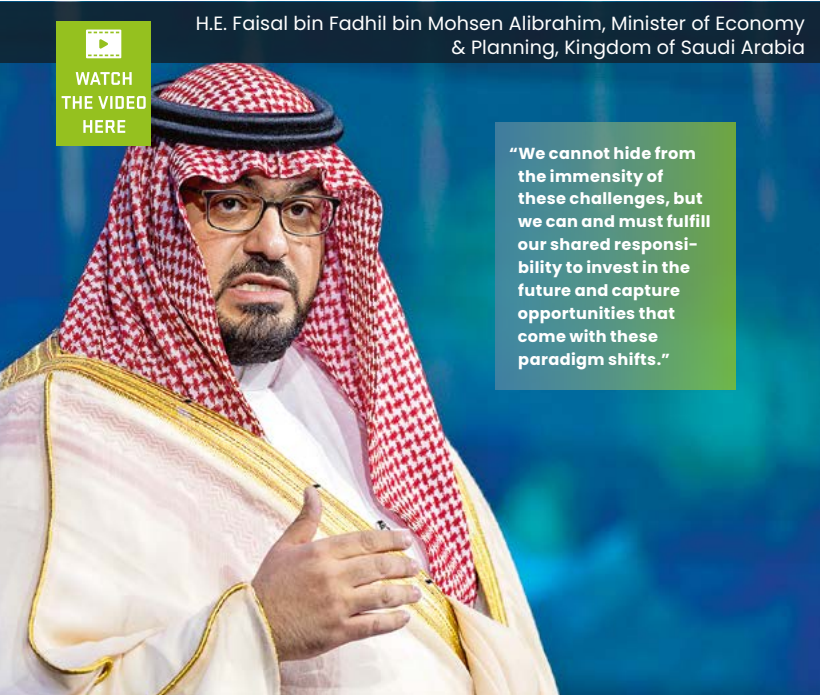 H.E. Faisal bin Fadhil bin Mohsen Alibrahim, Minister of Economy
& Planning, Kingdom of Saudi Arabia
WATCH
THE VIDEO
HERE
“We cannot hide from
the immensity of
these challenges, but
we can and must fulfill
our shared responsi-
bility to invest in the
future and capture
opportunities that
come with these
paradigm shifts.”